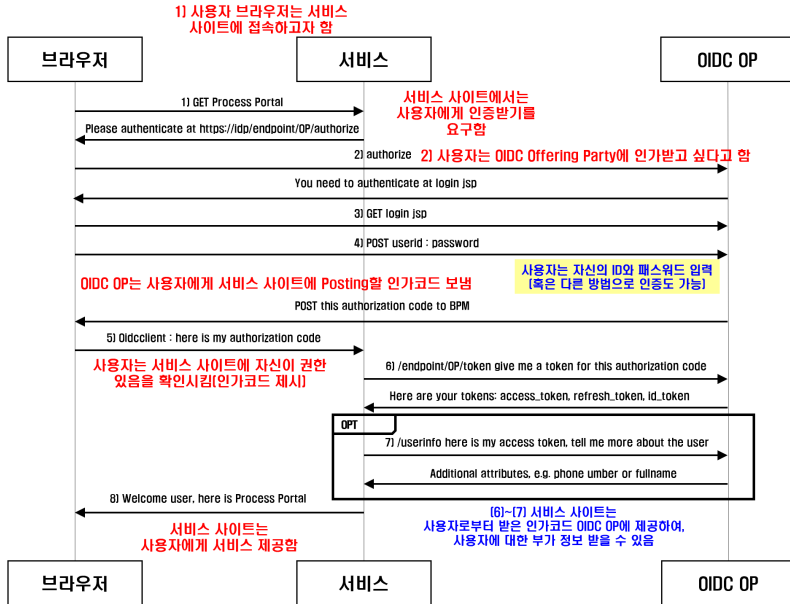 1) 사용자 브라우저는 서비스
사이트에 접속하고자 함
브라우저
서비스
OIDC OP
1) GET Process Portal
서비스 사이트에서는
사용자에게 인증받기를
요구함
Please authenticate at https://idp/endpoint/OP/authorize
2) authorize
2) 사용자는 OIDC Offering Party에 인가받고 싶다고 함
You need to authenticate at login jsp
3) GET login jsp
4) POST userid : password
사용자는 자신의 ID와 패스워드 입력
(혹은 다른 방법으로 인증도 가능)
OIDC OP는 사용자에게 서비스 사이트에 Posting할 인가코드 보냄
POST this authorization code to BPM
5) Oidcclient : here is my authorization code
사용자는 서비스 사이트에 자신이 권한
있음을 확인시킴(인가코드 제시)
6) /endpoint/OP/token give me a token for this authorization code
Here are your tokens: access_token, refresh_token, id_token
OPT
7) /userinfo here is my access token, tell me more about the user
Additional attributes, e.g. phone umber or fullname
8) Welcome user, here is Process Portal
서비스 사이트는
사용자에게 서비스 제공함
(6)~(7) 서비스 사이트는
사용자로부터 받은 인가코드 OIDC OP에 제공하여,
사용자에 대한 부가 정보 받을 수 있음
브라우저
서비스
OIDC OP